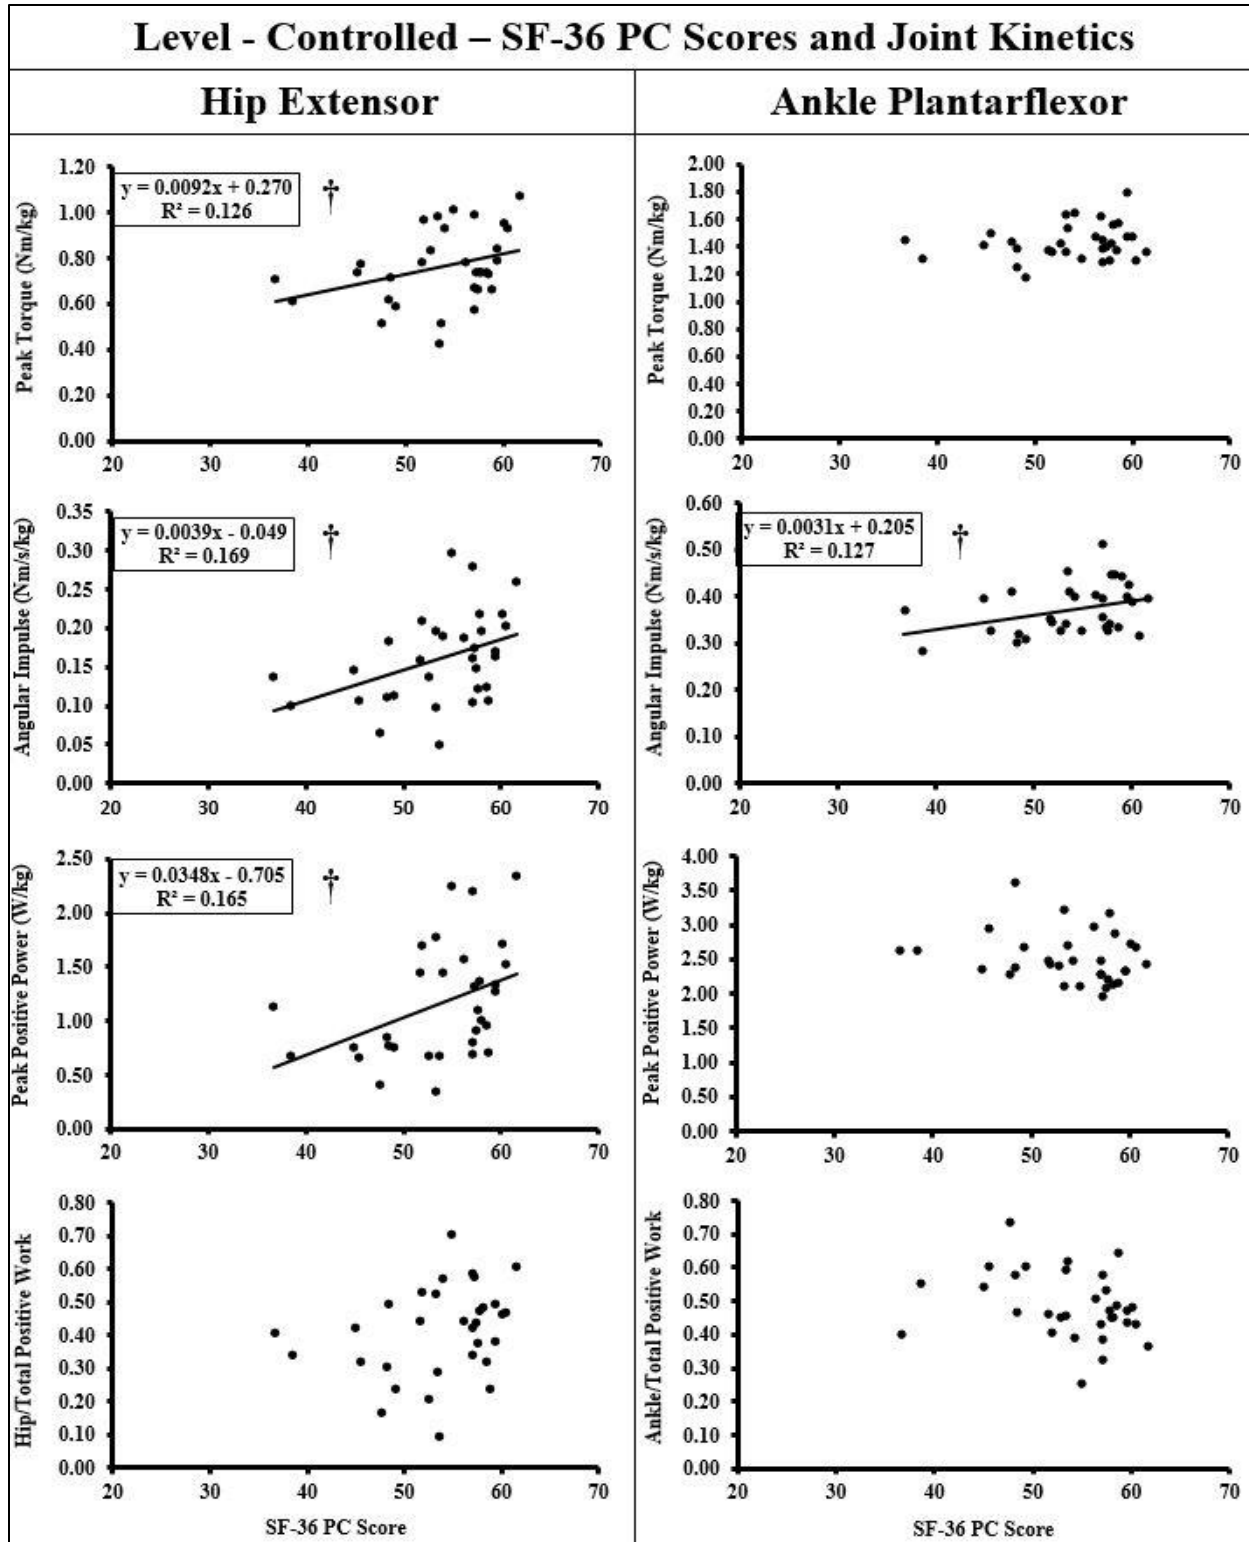 Level - Controlled – SF-36 PC Scores and Joint Kinetics
Hip Extensor
Ankle Plantarflexor
Peak Torque (Nm/kg)
1.20
1.00
0.80
0.60
0.40
0.20
0.00
y = 0.0092x + 0.270
R² = 0.126
†
20 30 40 50 60 70
Peak Torque (Nm/kg)
2.00
1.80
1.60
1.40
1.20
1.00
0.80
0.60
0.40
0.20
0.00
20 30 40 50 60 70
Angular Impulse (Nm/s/kg)
0.35
0.30
0.25
0.20
0.15
0.10
0.05
0.00
y = 0.0039x - 0.049
R² = 0.169
†
20 30 40 50 60 70
Angular Impulse (Nm/s/kg)
0.60
0.50
0.40
0.30
0.20
0.10
0.00
y = 0.0031x + 0.205
R² = 0.127
†
20 30 40 50 60 70
Peak Positive Power (W/kg)
2.50
2.00
1.50
1.00
0.50
0.00
y = 0.0348x - 0.705
R² = 0.165
†
20 30 40 50 60 70
Peak Positive Power (W/kg)
4.00
3.50
3.00
2.50
2.00
1.50
1.00
0.50
0.00
20 30 40 50 60 70
Hip/Total Positive Work
0.80
0.70
0.60
0.50
0.40
0.30
0.20
0.10
0.00
20 30 40 50 60 70
SF-36 PC Score
Ankle/Total Positive Work
0.80
0.70
0.60
0.50
0.40
0.30
0.20
0.10
0.00
20 30 40 50 60 70
SF-36 PC Score